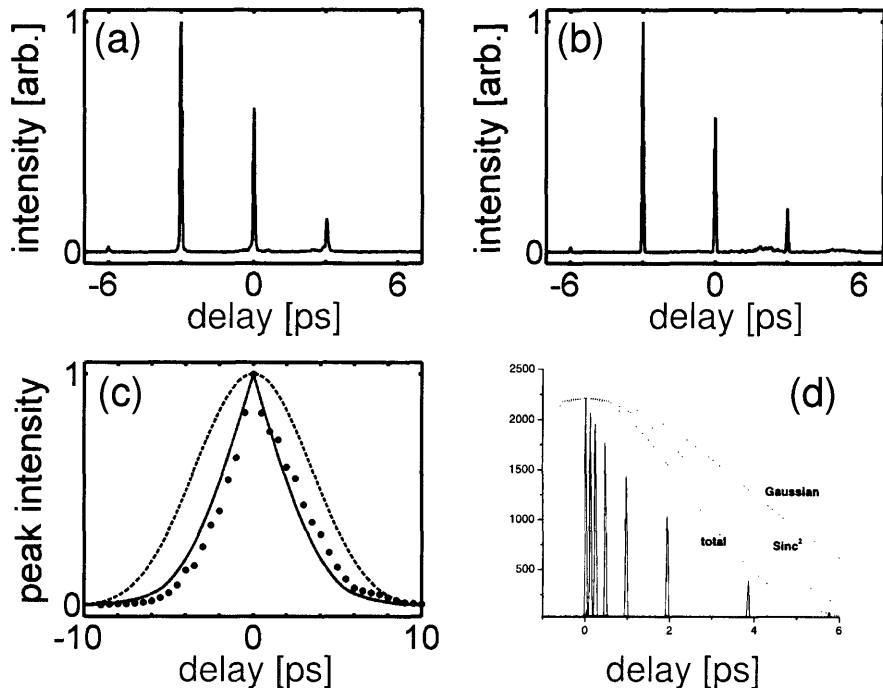 (a)
1
0
intensity [arb.]
-6 0 6
delay [ps]
(b)
1
0
intensity [arb.]
-6 0 6
delay [ps]
(c)
1
0
peak intensity
-10 0 10
delay [ps]
(d)
2500
2000
1500
1000
500
Gaussian
total
Sinc²
0 2 4 6
delay [ps]